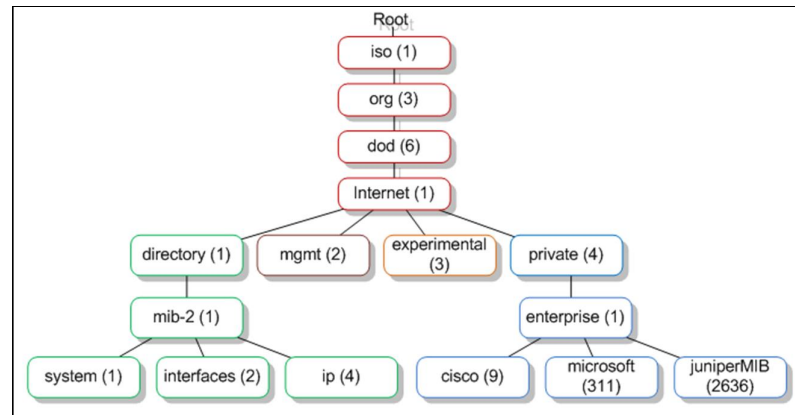 Root
iso (1)
org (3)
dod (6)
Internet (1)
directory (1)
mgmt (2)
experimental
(3)
private (4)
mib-2 (1)
enterprise (1)
system (1)
interfaces (2)
ip (4)
cisco (9)
microsoft
(311)
juniperMIB
(2636)